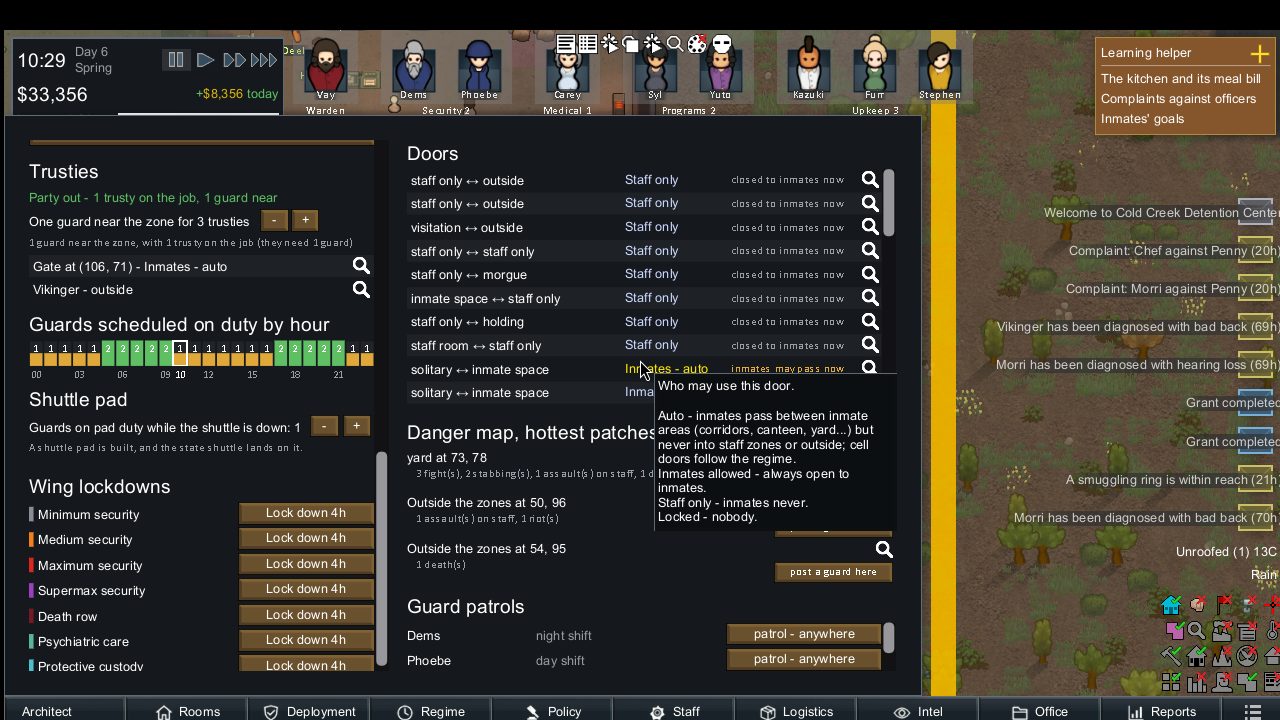 10:29
Day 6
Spring
$33,356
+$8,356 today
Vay
Dems
Phoebe
Carey
Syl
Yuto
Kazuki
Furr
Stephen
Warden
Security 2
Medical 1
Programs 2
Upkeep 3
Learning helper
The kitchen and its meal bill
Complaints against officers
Inmates' goals
Trusties
Party out - 1 trusty on the job, 1 guard near
One guard near the zone for 3 trusties
-
+
1 guard near the zone, with 1 trusty on the job (they need 1 guard)
Gate at (106, 71) - Inmates - auto
Vikinger - outside
Guards scheduled on duty by hour
1 1 1 1 1 2 2 2 2 2 1 1 1 1 1 1 1 2 2 2 2 2 1 1
00 03 06 09 10 12 15 18 21
Shuttle pad
Guards on pad duty while the shuttle is down: 1
-
+
A shuttle pad is built, and the state shuttle lands on it.
Wing lockdowns
Minimum security
Lock down 4h
Medium security
Lock down 4h
Maximum security
Lock down 4h
Supermax security
Lock down 4h
Death row
Lock down 4h
Psychiatric care
Lock down 4h
Protective custody
Lock down 4h
Doors
staff only ↔ outside Staff only closed to inmates now
staff only ↔ outside Staff only closed to inmates now
visitation ↔ outside Staff only closed to inmates now
staff only ↔ staff only Staff only closed to inmates now
staff only ↔ morgue Staff only closed to inmates now
inmate space ↔ staff only Staff only closed to inmates now
staff only ↔ holding Staff only closed to inmates now
staff room ↔ staff only Staff only closed to inmates now
solitary ↔ inmate space Inmates - auto inmates may pass now
solitary ↔ inmate space Inma
Who may use this door.
Auto - inmates pass between inmate
areas (corridors, canteen, yard...) but
never into staff zones or outside; cell
doors follow the regime.
Inmates allowed - always open to
inmates.
Staff only - inmates never.
Locked - nobody.
Danger map, hottest patches
yard at 73, 78
3 fight(s), 2 stabbing(s), 1 assault(s) on staff, 1 d
Outside the zones at 50, 96
1 assault(s) on staff, 1 riot(s)
Outside the zones at 54, 95
1 death(s)
post a guard here
Guard patrols
Dems night shift patrol - anywhere
Phoebe day shift patrol - anywhere
Welcome to Cold Creek Detention Center
Complaint: Chef against Penny (20h)
Complaint: Morri against Penny (20h)
Vikinger has been diagnosed with bad back (69h)
Morri has been diagnosed with hearing loss (69h)
Grant completed
Grant completed
A smuggling ring is within reach (21h)
Morri has been diagnosed with bad back (70h)
Unroofed (1) 13C
Rain
Architect
Rooms
Deployment
Regime
Policy
Staff
Logistics
Intel
Office
Reports